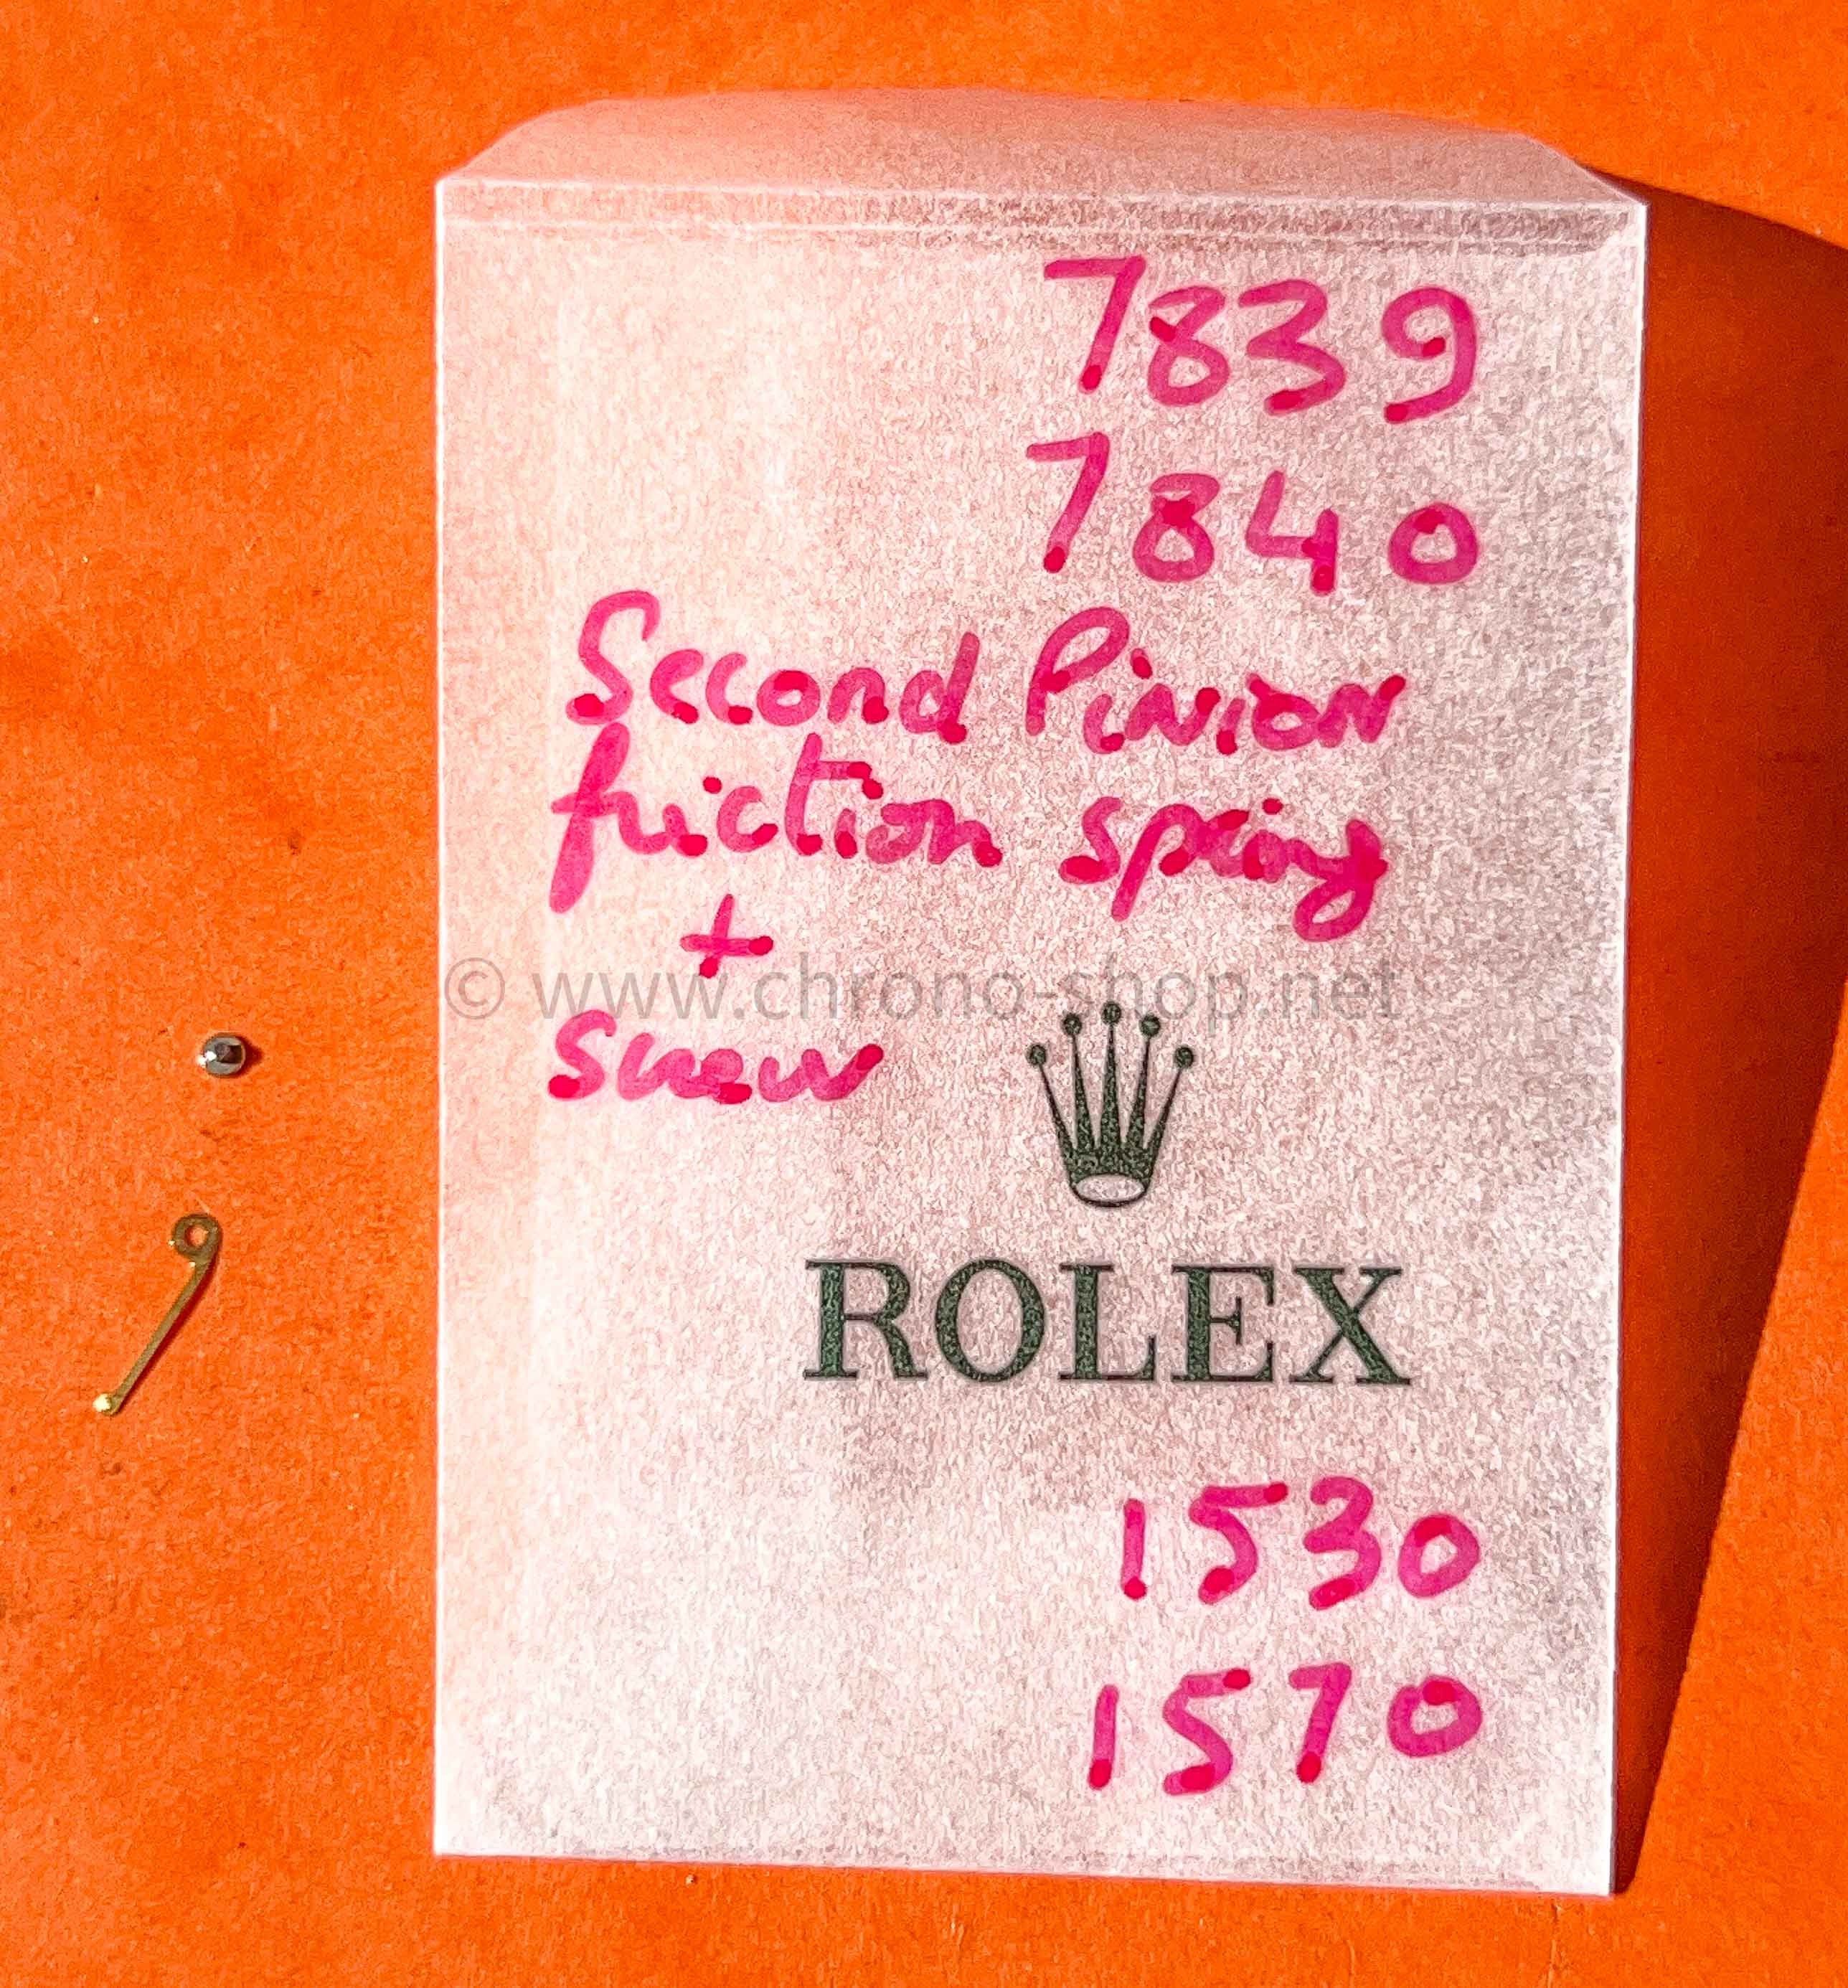 7839
7840
Second Pinion
friction spring
+
© www.chrono-shop.net
Screw
ROLEX
1530
1570